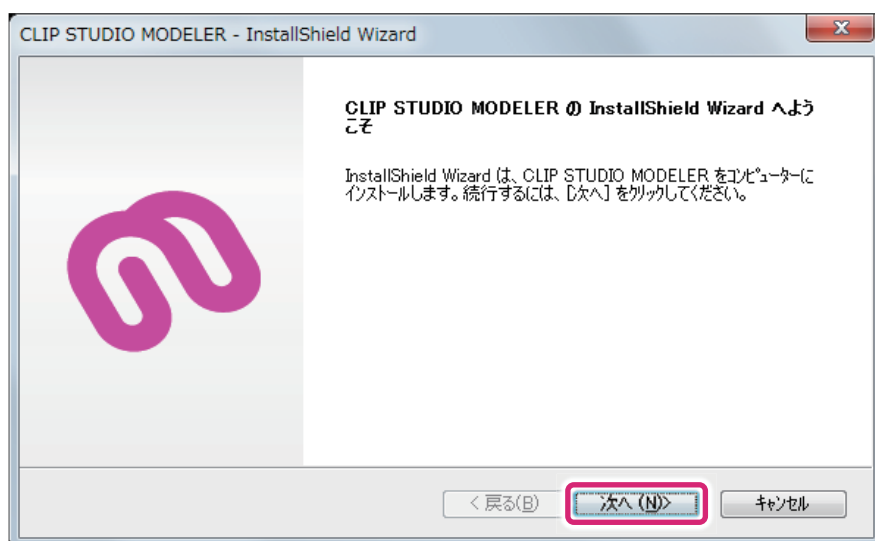 CLIP STUDIO MODELER - InstallShield Wizard
CLIP STUDIO MODELER の InstallShield Wizard へよう
こそ
InstallShield Wizard は、CLIP STUDIO MODELER をコンピューターに
インストールします。続行するには、[次へ] をクリックしてください。
< 戻る(B)
次へ(N)>
キャンセル